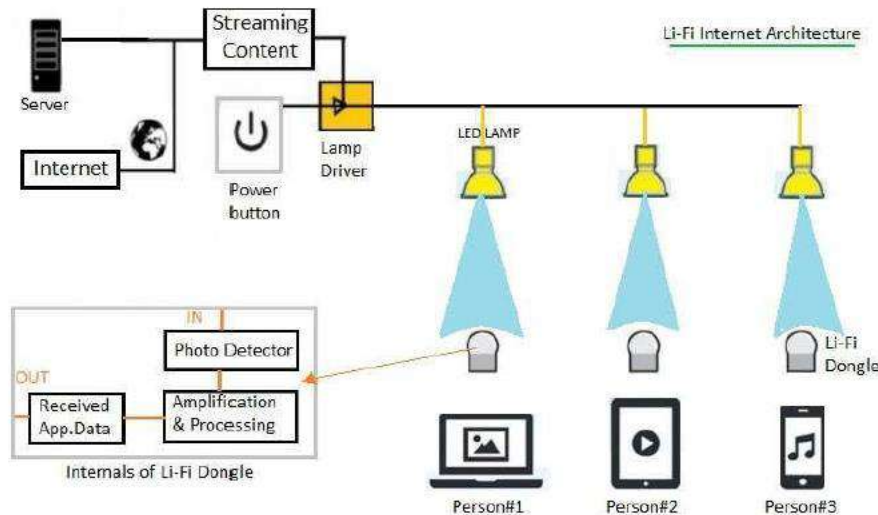 Streaming
Content
Li-Fi Internet Architecture
Server
Internet
Power
button
Lamp
Driver
LED LAMP
IN
Photo Detector
OUT
Received
App.Data
Amplification
& Processing
Internals of Li-Fi Dongle
Li-Fi
Dongle
Person#1
Person#2
Person#3